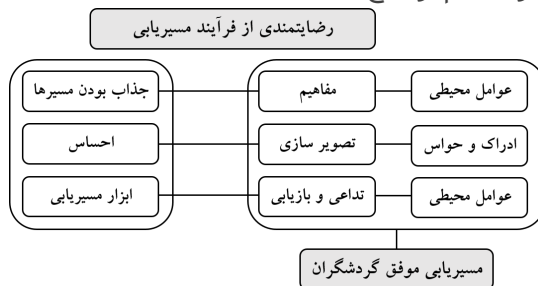 رضایتمندی از فرآیند مسیریابی
عوامل محیطی
مفاهیم
جذاب بودن مسیرها
ادراک و حواس
تصویر سازی
احساس
عوامل محیطی
تداعی و بازیابی
ابزار مسیریابی
مسیریابی موفق گردشگران